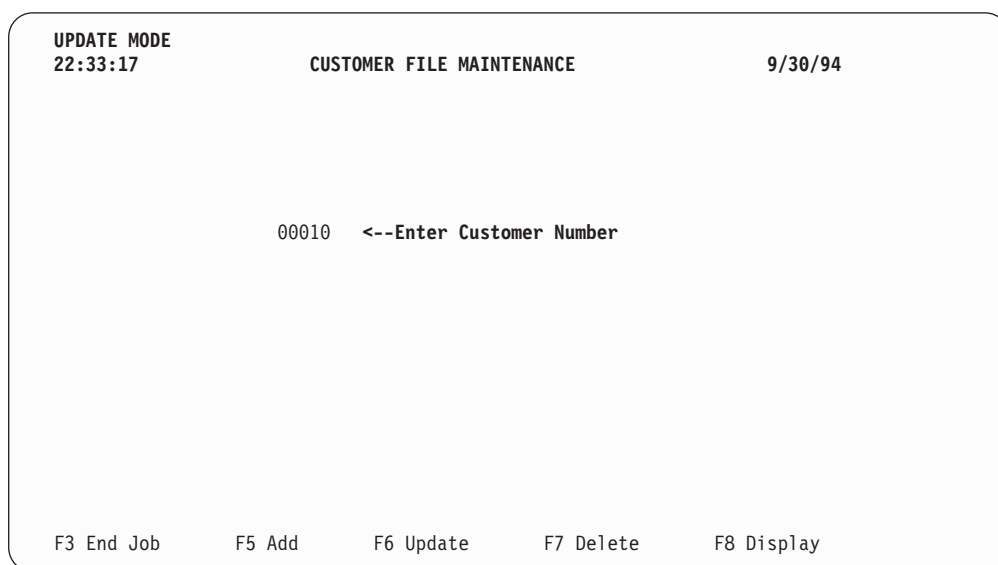 UPDATE MODE
22:33:17 CUSTOMER FILE MAINTENANCE 9/30/94
00010 <--Enter Customer Number
F3 End Job F5 Add F6 Update F7 Delete F8 Display